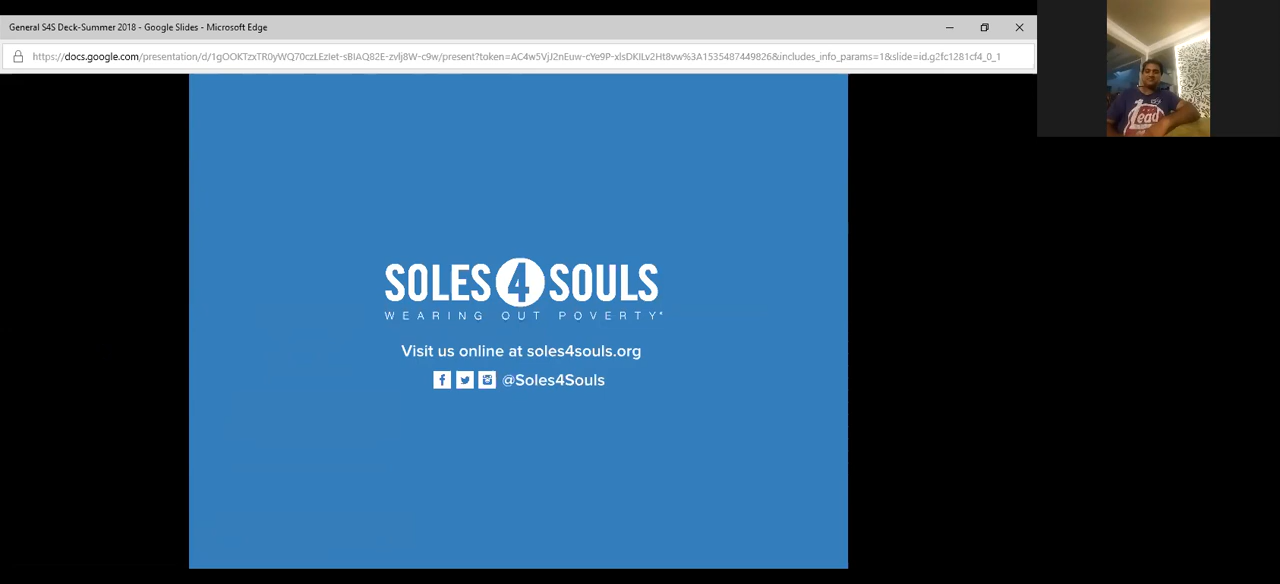 General S4S Deck-Summer 2018 - Google Slides - Microsoft Edge
https://docs.google.com/presentation/d/1gOOKTzxTR0yWQ70czLEzIet-sBIAQ82E-zvlj8W-c9w/present?token=AC4w5VjJ2nEuw-cYe9P-xlsDKILv2Ht8vw%3A1535487449826&includes_info_params=1&slide=id.g2fc1281cf4_0_1
Lead
SOLES 4 SOULS
WEARING OUT POVERTY®
Visit us online at soles4souls.org
@Soles4Souls